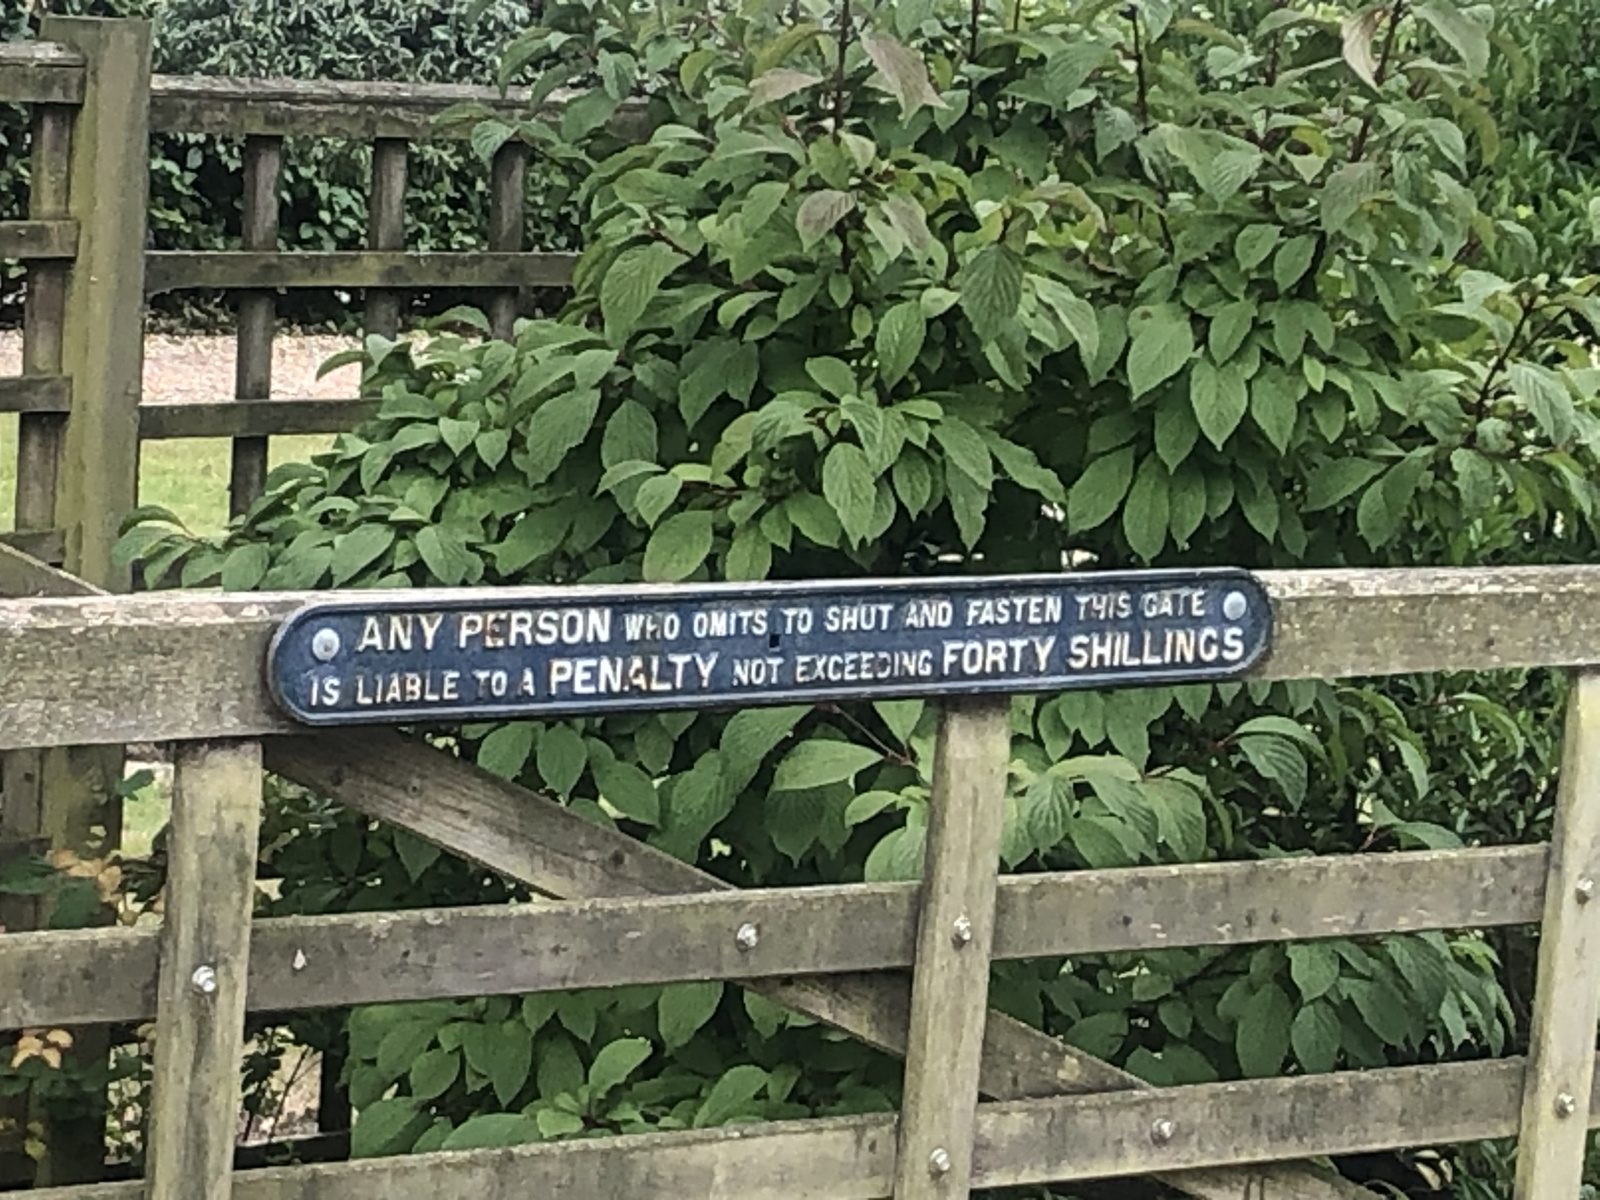 ANY PERSON WHO OMITS TO SHUT AND FASTEN THIS GATE
IS LIABLE TO A PENALTY NOT EXCEEDING FORTY SHILLINGS